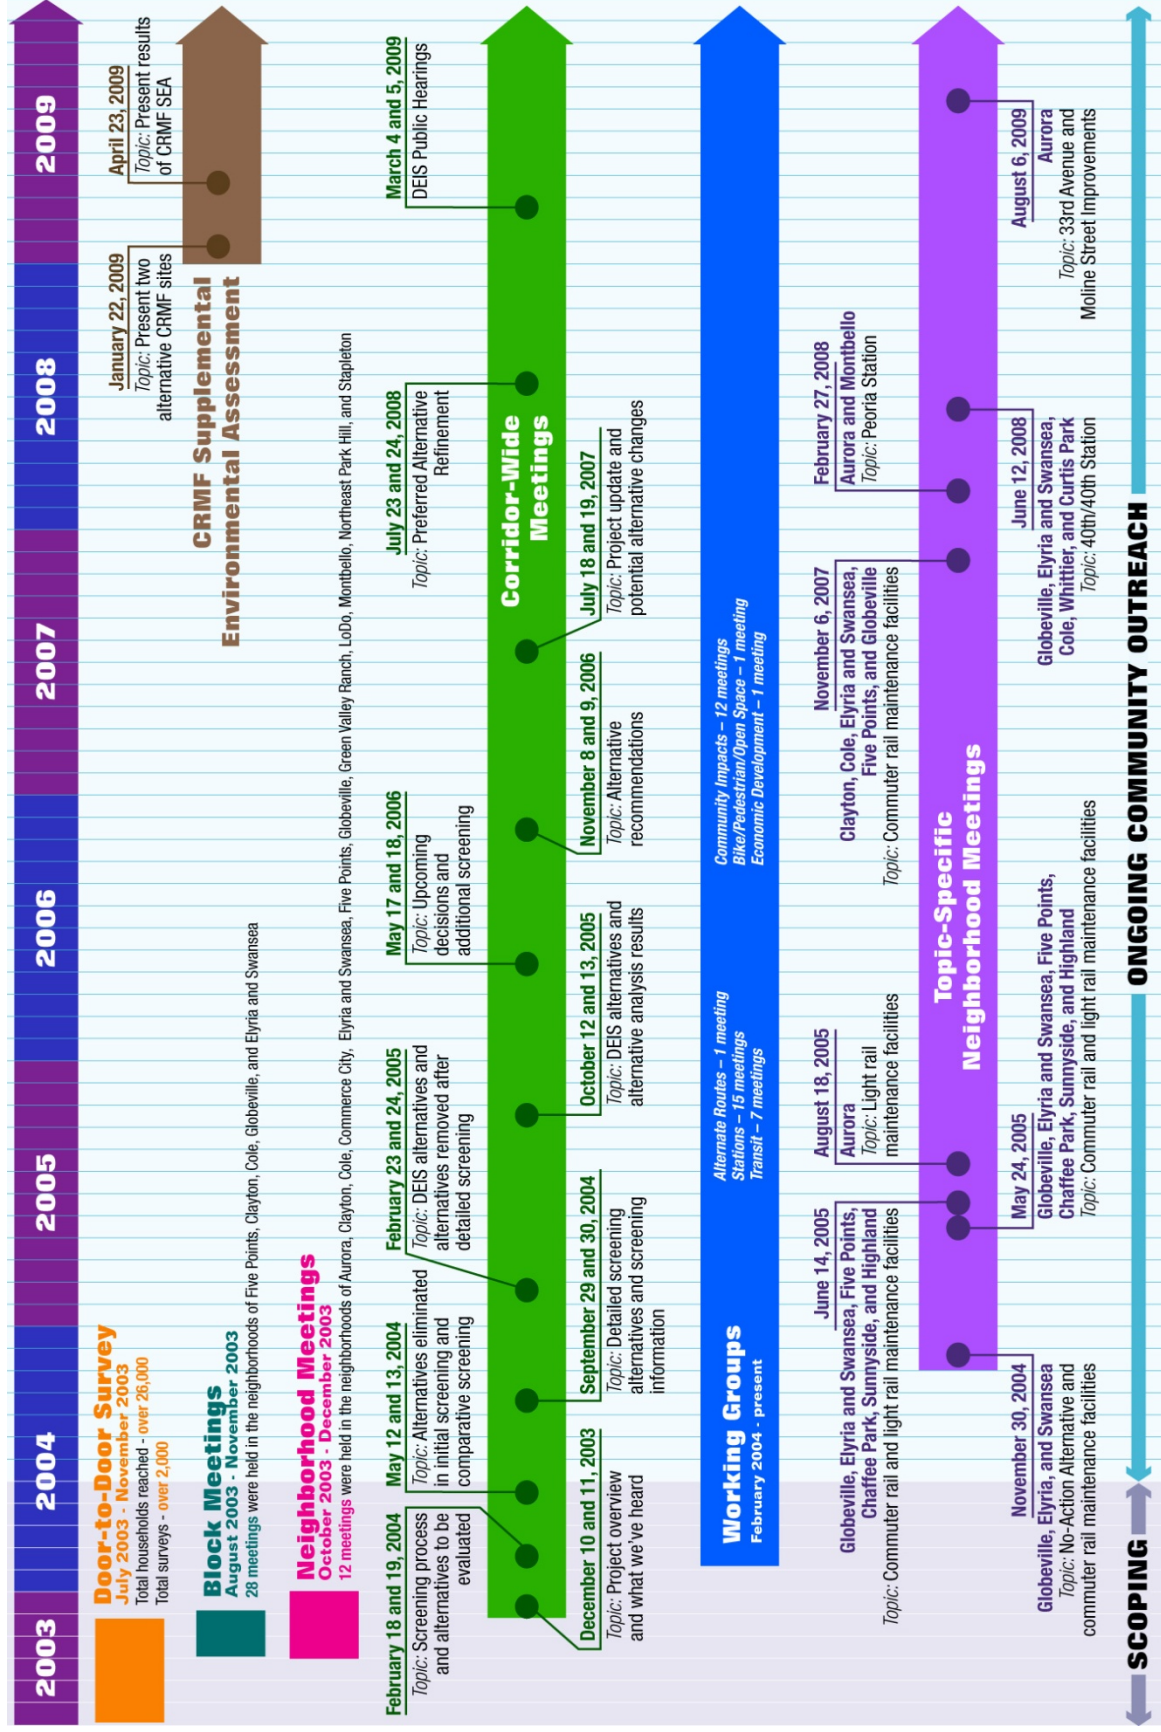 2003
2004
2005
2006
2007
2008
2009
Door-to-Door Survey
July 2003 - November 2003
Total households reached - over 26,000
Total surveys - over 2,000
Block Meetings
August 2003 - November 2003
28 meetings were held in the neighborhoods of Five Points, Clayton, Cole, Globeville, and Elyria and Swansea
Neighborhood Meetings
October 2003 - December 2003
12 meetings were held in the neighborhoods of Aurora, Clayton, Cole, Commerce City, Elyria and Swansea, Five Points, Globeville, Green Valley Ranch, LoDo, Montbello, Northeast Park Hill, and Stapleton
January 22, 2009
Topic: Present two
alternative CRMF sites
April 23, 2009
Topic: Present results
of CRMF SEA
CRMF Supplemental
Environmental Assessment
February 18 and 19, 2004
Topic: Screening process
and alternatives to be
evaluated
May 12 and 13, 2004
Topic: Alternatives eliminated
in initial screening and
comparative screening
February 23 and 24, 2005
Topic: DEIS alternatives and
alternatives removed after
detailed screening
May 17 and 18, 2006
Topic: Upcoming
decisions and
additional screening
July 23 and 24, 2008
Topic: Preferred Alternative
Refinement
March 4 and 5, 2009
DEIS Public Hearings
Corridor-Wide
Meetings
December 10 and 11, 2003
Topic: Project overview
and what we've heard
September 29 and 30, 2004
Topic: Detailed screening
alternatives and screening
information
October 12 and 13, 2005
Topic: DEIS alternatives and
alternative analysis results
November 8 and 9, 2006
Topic: Alternative
recommendations
July 18 and 19, 2007
Topic: Project update and
potential alternative changes
Working Groups
February 2004 - present
Alternate Routes – 1 meeting
Stations – 15 meetings
Transit – 7 meetings
Community Impacts – 12 meetings
Bike/Pedestrian/Open Space – 1 meeting
Economic Development – 1 meeting
June 14, 2005
Globeville, Elyria and Swansea, Five Points,
Chaffee Park, Sunnyside, and Highland
Topic: Commuter rail and light rail maintenance facilities
August 18, 2005
Aurora
Topic: Light rail
maintenance facilities
November 6, 2007
Clayton, Cole, Elyria and Swansea,
Five Points, and Globeville
Topic: Commuter rail maintenance facilities
February 27, 2008
Aurora and Montbello
Topic: Peoria Station
Topic-Specific
Neighborhood Meetings
November 30, 2004
Globeville, Elyria, and Swansea
Topic: No-Action Alternative and
commuter rail maintenance facilities
May 24, 2005
Globeville, Elyria and Swansea, Five Points,
Chaffee Park, Sunnyside, and Highland
Topic: Commuter rail and light rail maintenance facilities
June 12, 2008
Globeville, Elyria and Swansea,
Cole, Whittier, and Curtis Park
Topic: 40th/40th Station
August 6, 2009
Aurora
Topic: 33rd Avenue and
Moline Street Improvements
SCOPING
ONGOING COMMUNITY OUTREACH